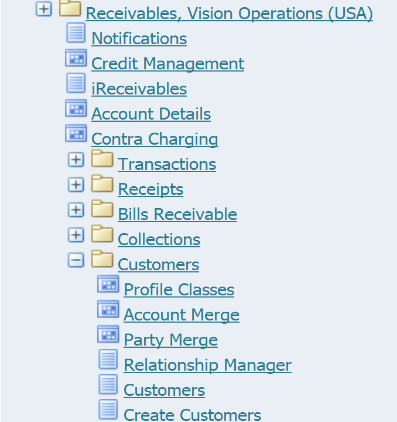 Receivables, Vision Operations (USA)
Notifications
Credit Management
iReceivables
Account Details
Contra Charging
Transactions
Receipts
Bills Receivable
Collections
Customers
Profile Classes
Account Merge
Party Merge
Relationship Manager
Customers
Create Customers